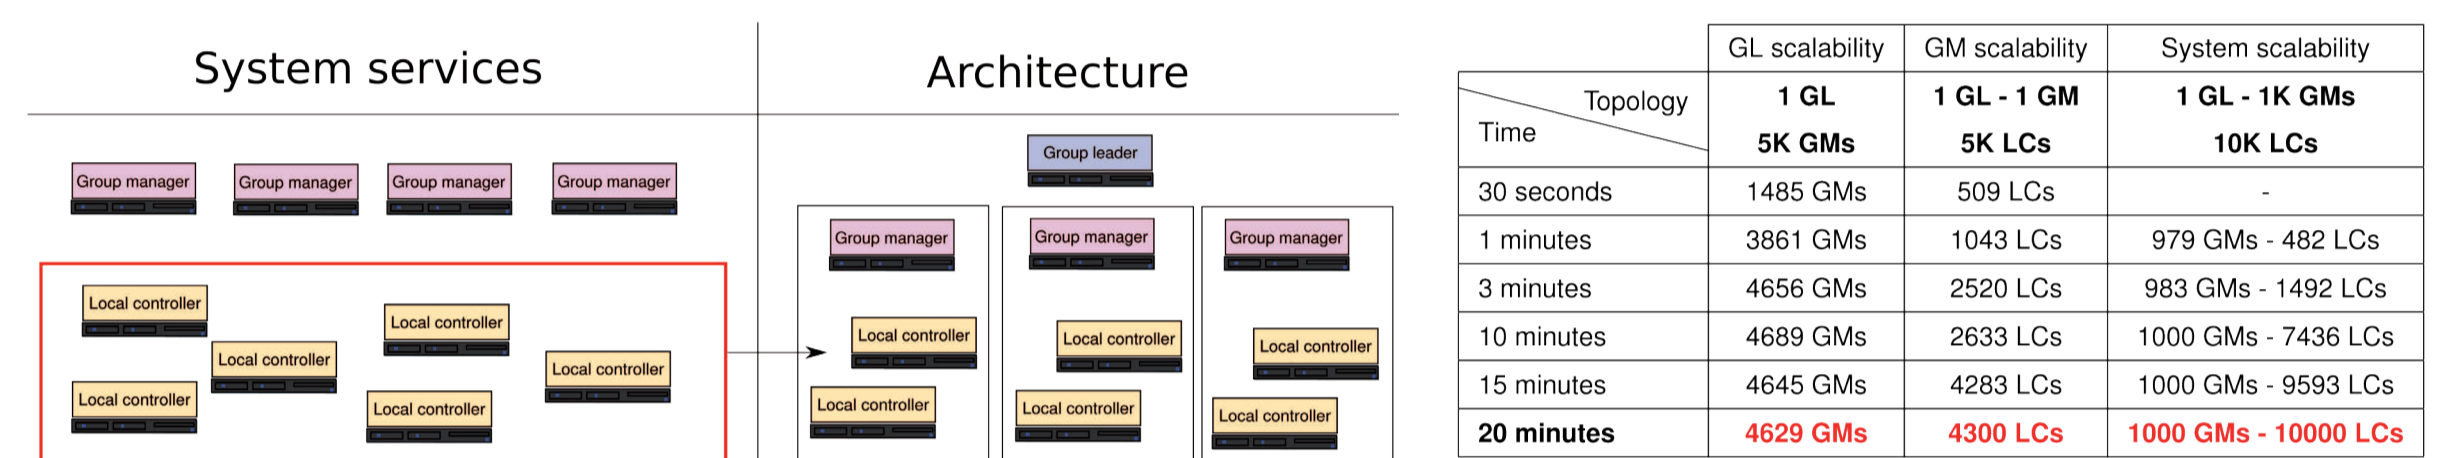 System services
Architecture
Group manager
Group manager
Group manager
Group manager
Local controller
Local controller
Local controller
Local controller
Local controller
Local controller
Group leader
Group manager
Group manager
Group manager
Local controller
Local controller
Local controller
Local controller
Local controller
Local controller
GL scalability GM scalability System scalability
Topology 1 GL 1 GL - 1 GM 1 GL - 1K GMs
Time 5K GMs 5K LCs 10K LCs
30 seconds 1485 GMs 509 LCs -
1 minutes 3861 GMs 1043 LCs 979 GMs - 482 LCs
3 minutes 4656 GMs 2520 LCs 983 GMs - 1492 LCs
10 minutes 4689 GMs 2633 LCs 1000 GMs - 7436 LCs
15 minutes 4645 GMs 4283 LCs 1000 GMs - 9593 LCs
20 minutes 4629 GMs 4300 LCs 1000 GMs - 10000 LCs